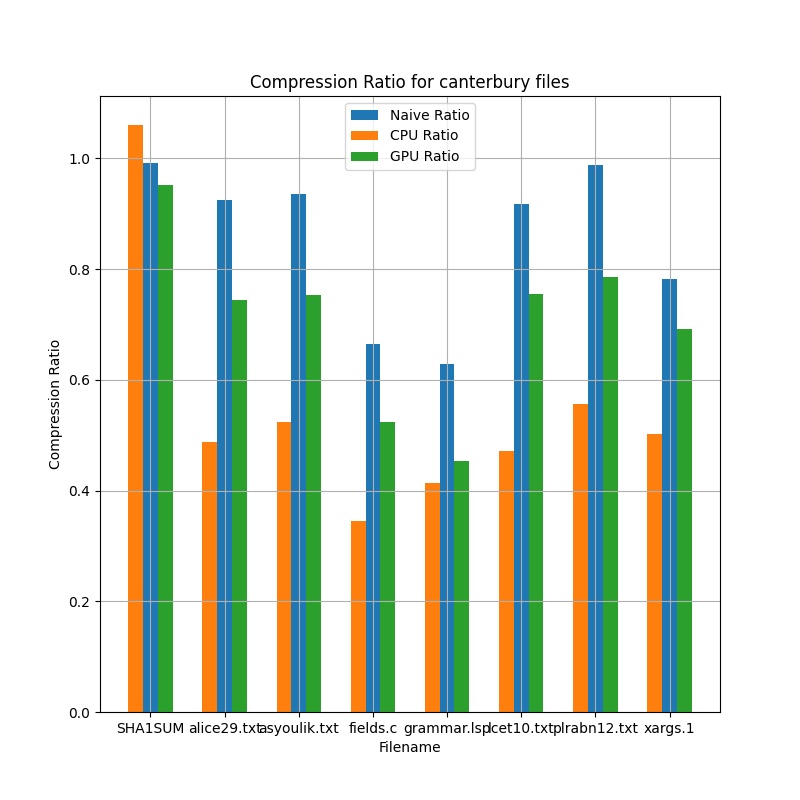 Compression Ratio for canterbury files
Naive Ratio
CPU Ratio
GPU Ratio
Compression Ratio
1.0
0.8
0.6
0.4
0.2
0.0
SHA1SUM alice29.txt asyoulik.txt fields.c grammar.lsp lcet10.txt plrabn12.txt xargs.1
Filename